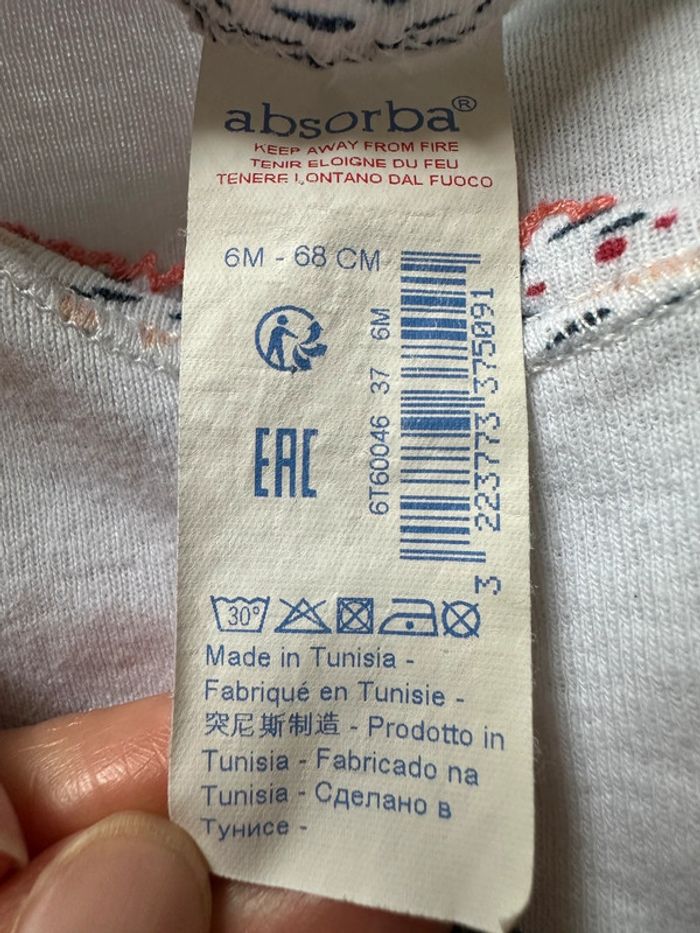 absorba®
KEEP AWAY FROM FIRE
TENIR ELOIGNE DU FEU
TENERE LONTANO DAL FUOCO
6M - 68 CM
6T60046 37 6M
3 223773 375091
EAC
30°
Made in Tunisia -
Fabriqué en Tunisie -
突尼斯制造 - Prodotto in
Tunisia - Fabricado na
Tunisia - Сделано в
Тунисе -